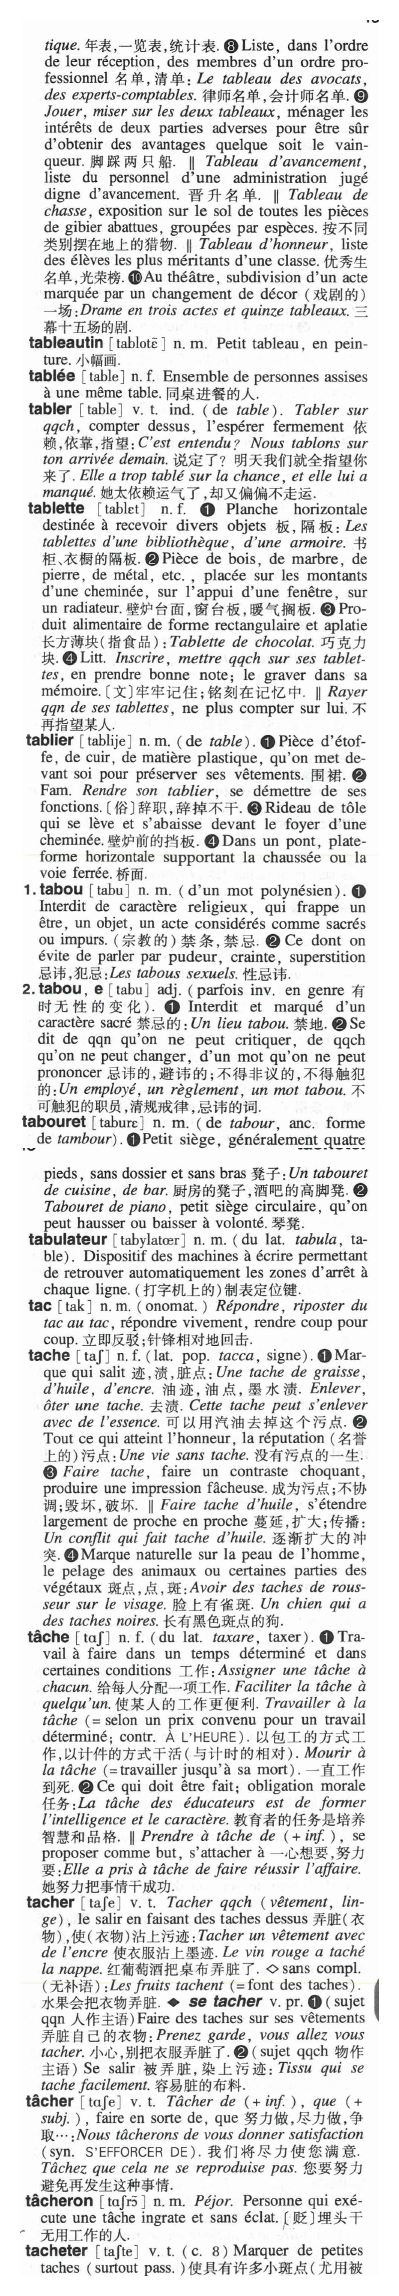 tique. 年表,一览表,统计表. ❽ Liste, dans l'ordre
de leur réception, des membres d'un ordre pro-
fessionnel 名单,清单: Le tableau des avocats,
des experts-comptables. 律师名单,会计师名单. ❾
Jouer, miser sur les deux tableaux, ménager les
intérêts de deux parties adverses pour être sûr
d'obtenir des avantages quelque soit le vain-
queur. 脚踩两只船. ‖ Tableau d'avancement,
liste du personnel d'une administration jugé
digne d'avancement. 晋升名单. ‖ Tableau de
chasse, exposition sur le sol de toutes les pièces
de gibier abattues, groupées par espèces. 按不同
类别摆在地上的猎物. ‖ Tableau d'honneur, liste
des élèves les plus méritants d'une classe. 优秀生
名单,光荣榜. ❿ Au théâtre, subdivision d'un acte
marquée par un changement de décor (戏剧的)
一场: Drame en trois actes et quinze tableaux. 三
幕十五场的剧.
tableautin [tablotɛ̃] n. m. Petit tableau, en pein-
ture. 小幅画.
tablée [table] n. f. Ensemble de personnes assises
à une même table. 同桌进餐的人.
tabler [table] v. t. ind. (de table). Tabler sur
qqch, compter dessus, l'espérer fermement 依
赖,依靠,指望: C'est entendu? Nous tablons sur
ton arrivée demain. 说定了? 明天我们就全指望你
来了. Elle a trop tablé sur la chance, et elle lui a
manqué. 她太依赖运气了,却又偏偏不走运.
tablette [tablet] n. f. ❶ Planche horizontale
destinée à recevoir divers objets 板,隔板: Les
tablettes d'une bibliothèque, d'une armoire. 书
柜、衣橱的隔板. ❷ Pièce de bois, de marbre, de
pierre, de métal, etc. , placée sur les montants
d'une cheminée, sur l'appui d'une fenêtre, sur
un radiateur. 壁炉台面,窗台板,暖气搁板. ❸ Pro-
duit alimentaire de forme rectangulaire et aplatie
长方薄块(指食品): Tablette de chocolat. 巧克力
块. ❹ Litt. Inscrire, mettre qqch sur ses tablet-
tes, en prendre bonne note; le graver dans sa
mémoire. 〔文〕牢牢记住;铭刻在记忆中. ‖ Rayer
qqn de ses tablettes, ne plus compter sur lui. 不
再指望某人.
tablier [tablije] n. m. (de table). ❶ Pièce d'étof-
fe, de cuir, de matière plastique, qu'on met de-
vant soi pour préserver ses vêtements. 围裙. ❷
Fam. Rendre son tablier, se démettre de ses
fonctions. 〔俗〕辞职,辞掉不干. ❸ Rideau de tôle
qui se lève et s'abaisse devant le foyer d'une
cheminée. 壁炉前的挡板. ❹ Dans un pont, plate-
forme horizontale supportant la chaussée ou la
voie ferrée. 桥面.
1. tabou [tabu] n. m. (d'un mot polynésien). ❶
Interdit de caractère religieux, qui frappe un
être, un objet, un acte considérés comme sacrés
ou impurs. (宗教的)禁条,禁忌. ❷ Ce dont on
évite de parler par pudeur, crainte, superstition
忌讳,犯忌: Les tabous sexuels. 性忌讳.
2. tabou, e [tabu] adj. (parfois inv. en genre 有
时无性的变化). ❶ Interdit et marqué d'un
caractère sacré 禁忌的: Un lieu tabou. 禁地. ❷ Se
dit de qqn qu'on ne peut critiquer, de qqch
qu'on ne peut changer, d'un mot qu'on ne peut
prononcer 忌讳的,避讳的;不得非议的,不得触犯
的: Un employé, un règlement, un mot tabou. 不
可触犯的职员,清规戒律,忌讳的词.
tabouret [taburɛ] n. m. (de tabour, anc. forme
de tambour). ❶ Petit siège, généralement quatre
pieds, sans dossier et sans bras 凳子: Un tabouret
de cuisine, de bar. 厨房的凳子,酒吧的高脚凳. ❷
Tabouret de piano, petit siège circulaire, qu'on
peut hausser ou baisser à volonté. 琴凳.
tabulateur [tabylatœr] n. m. (du lat. tabula, ta-
ble). Dispositif des machines à écrire permettant
de retrouver automatiquement les zones d'arrêt à
chaque ligne. (打字机上的)制表定位键.
tac [tak] n. m. (onomat. ) Répondre, riposter du
tac au tac, répondre vivement, rendre coup pour
coup. 立即反驳;针锋相对地回击.
tache [taʃ] n. f. (lat. pop. tacca, signe). ❶ Mar-
que qui salit 迹,渍,脏点: Une tache de graisse,
d'huile, d'encre. 油迹,油点,墨水渍. Enlever,
ôter une tache. 去渍. Cette tache peut s'enlever
avec de l'essence. 可以用汽油去掉这个污点. ❷
Tout ce qui atteint l'honneur, la réputation (名誉
上的)污点: Une vie sans tache. 没有污点的一生.
❸ Faire tache, faire un contraste choquant,
produire une impression fâcheuse. 成为污点;不协
调;毁坏,破坏. ‖ Faire tache d'huile, s'étendre
largement de proche en proche 蔓延,扩大;传播:
Un conflit qui fait tache d'huile. 逐渐扩大的冲
突. ❹ Marque naturelle sur la peau de l'homme,
le pelage des animaux ou certaines parties des
végétaux 斑点,点,斑: Avoir des taches de rous-
seur sur le visage. 脸上有雀斑. Un chien qui a
des taches noires. 长有黑色斑点的狗.
tâche [tɑʃ] n. f. (du lat. taxare, taxer). ❶ Tra-
vail à faire dans un temps déterminé et dans
certaines conditions 工作: Assigner une tâche à
chacun. 给每人分配一项工作. Faciliter la tâche à
quelqu'un. 使某人的工作更便利. Travailler à la
tâche (= selon un prix convenu pour un travail
déterminé; contr. À L'HEURE). 以包工的方式工
作,以计件的方式干活(与计时的相对). Mourir à
la tâche (= travailler jusqu'à sa mort). 一直工作
到死. ❷ Ce qui doit être fait; obligation morale
任务: La tâche des éducateurs est de former
l'intelligence et le caractère. 教育者的任务是培养
智慧和品格. ‖ Prendre à tâche de (+ inf. ), se
proposer comme but, s'attacher à 一心想要,努力
要: Elle a pris à tâche de faire réussir l'affaire.
她努力把事情干成功.
tacher [taʃe] v. t. Tacher qqch (vêtement, lin-
ge), le salir en faisant des taches dessus 弄脏(衣
物),使(衣物)沾上污迹: Tacher un vêtement avec
de l'encre 使衣服沾上墨迹. Le vin rouge a taché
la nappe. 红葡萄酒把桌布弄脏了. ◇ sans compl.
(无补语): Les fruits tachent (= font des taches).
水果会把衣物弄脏. ◆ se tacher v. pr. ❶ (sujet
qqn 人作主语) Faire des taches sur ses vêtements
弄脏自己的衣物: Prenez garde, vous allez vous
tacher. 小心,别把衣服弄脏了. ❷ (sujet qqch 物作
主语) Se salir 被弄脏,染上污迹: Tissu qui se
tache facilement. 容易脏的布料.
tâcher [tɑʃe] v. t. Tâcher de (+ inf. ), que (+
subj. ), faire en sorte de, que 努力做,尽力做,争
取…: Nous tâcherons de vous donner satisfaction
(syn. S'EFFORCER DE). 我们将尽力使您满意.
Tâchez que cela ne se reproduise pas. 您要努力
避免再发生这种事情.
tâcheron [tɑʃrɔ̃] n. m. Péjor. Personne qui exé-
cute une tâche ingrate et sans éclat. 〔贬〕埋头干
无用工作的人.
tacheter [taʃte] v. t. (c. 8) Marquer de petites
taches (surtout pass. )使具有许多小斑点(尤用被